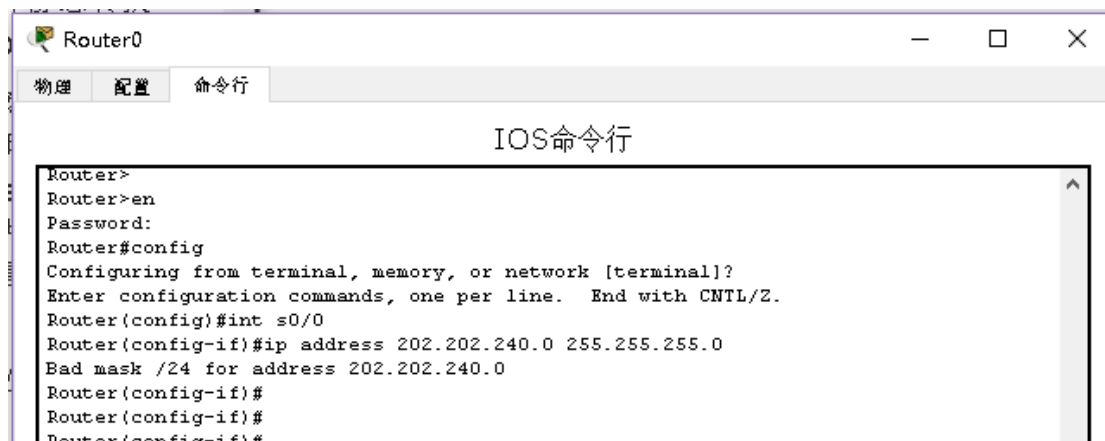 Router0
物理 配置 命令行
IOS命令行
Router>
Router>en
Password:
Router#config
Configuring from terminal, memory, or network [terminal]?
Enter configuration commands, one per line.  End with CNTL/Z.
Router(config)#int s0/0
Router(config-if)#ip address 202.202.240.0 255.255.255.0
Bad mask /24 for address 202.202.240.0
Router(config-if)#
Router(config-if)#
Router(config-if)#